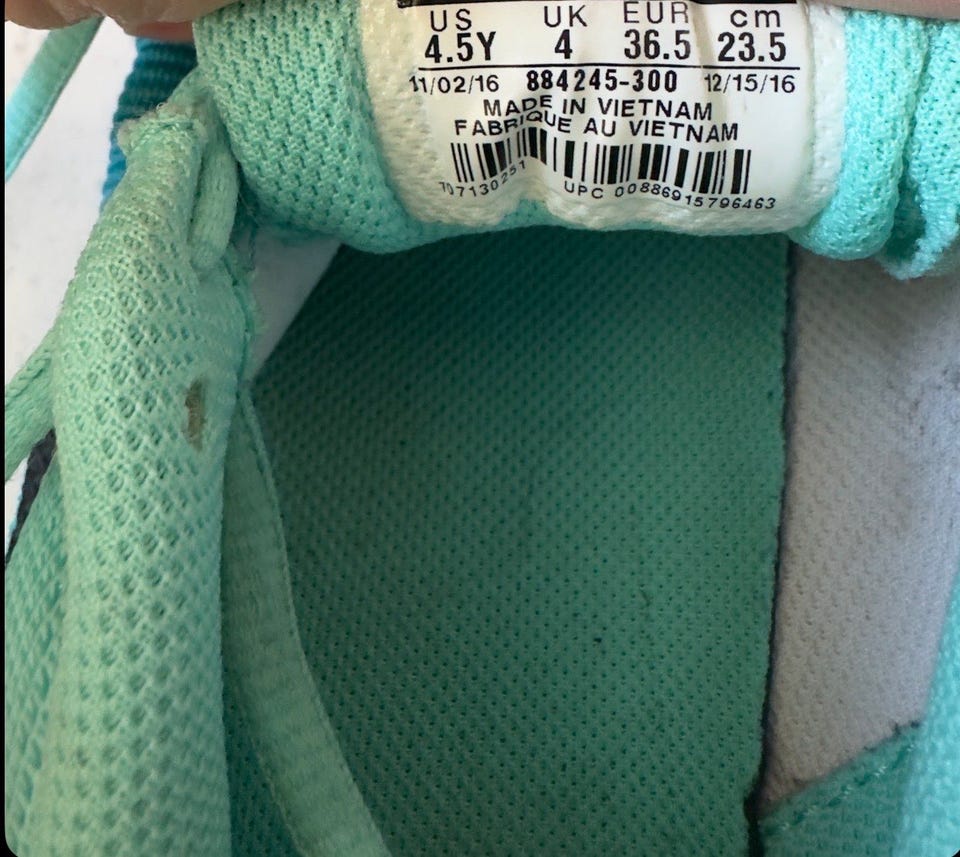 US UK EUR cm
4.5Y 4 36.5 23.5
11/02/16 884245-300 12/15/16
MADE IN VIETNAM
FABRIQUE AU VIETNAM
707130251 UPC 00886915796463